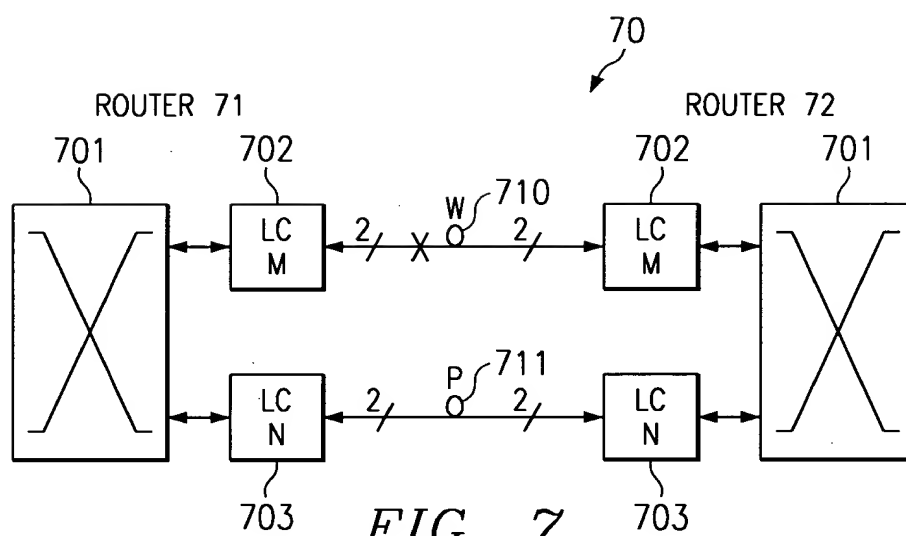 70
ROUTER 71 ROUTER 72
701 702 702 701
W 710
LC M 2 X 2 LC M
P 711
LC N 2 2 LC N
703 703
FIG. 7